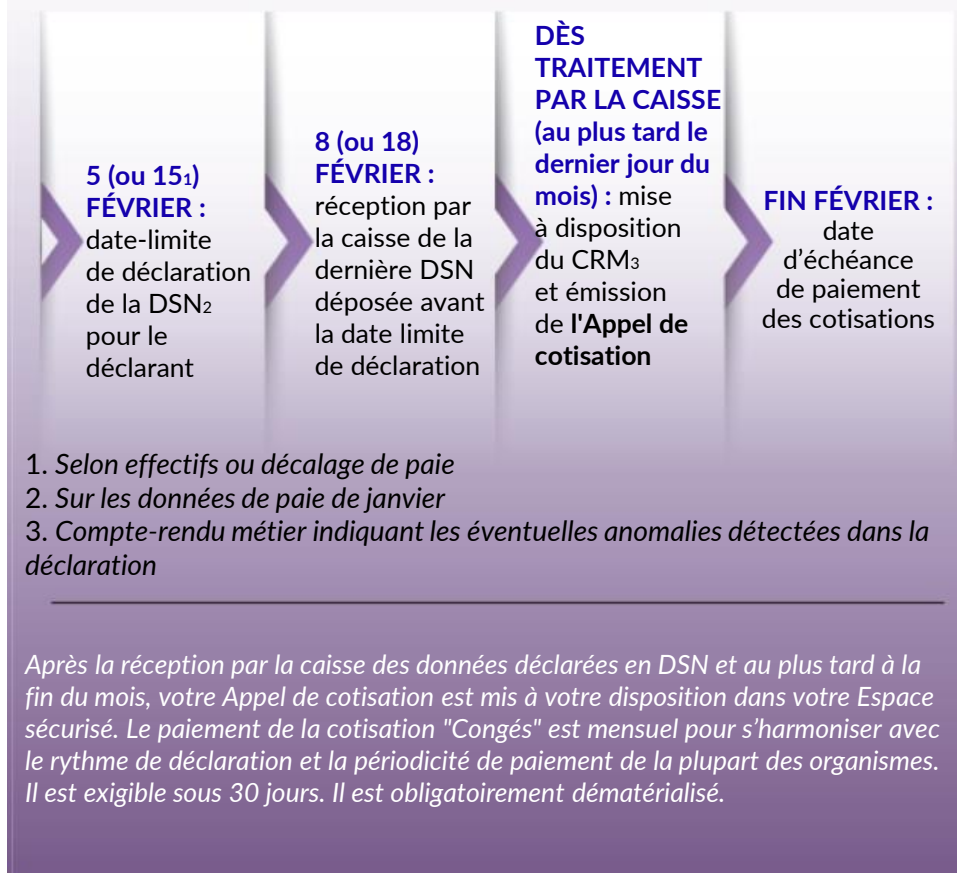 5 (ou 151)
FÉVRIER :
date-limite
de déclaration
de la DSN2
pour le
déclarant
8 (ou 18)
FÉVRIER :
réception par
la caisse de la
dernière DSN
déposée avant
la date limite
de déclaration
DÈS
TRAITEMENT
PAR LA CAISSE
(au plus tard le
dernier jour du
mois) : mise
à disposition
du CRM3
et émission
de l'Appel de
cotisation
FIN FÉVRIER :
date
d’échéance
de paiement
des cotisations
1. Selon effectifs ou décalage de paie
2. Sur les données de paie de janvier
3. Compte-rendu métier indiquant les éventuelles anomalies détectées dans la
déclaration
Après la réception par la caisse des données déclarées en DSN et au plus tard à la
fin du mois, votre Appel de cotisation est mis à votre disposition dans votre Espace
sécurisé. Le paiement de la cotisation "Congés" est mensuel pour s’harmoniser avec
le rythme de déclaration et la périodicité de paiement de la plupart des organismes.
Il est exigible sous 30 jours. Il est obligatoirement dématérialisé.